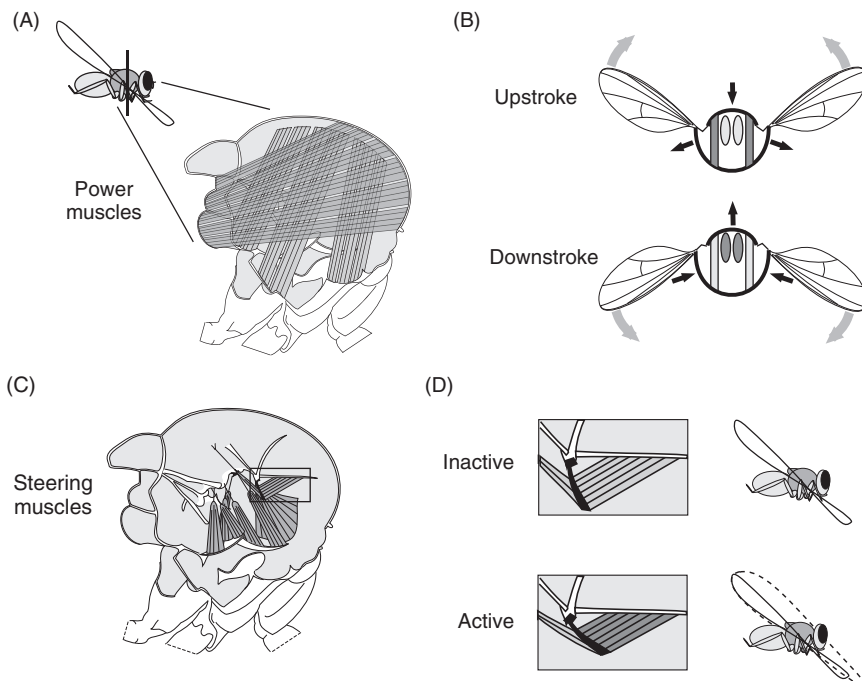 (A)
Power
muscles
(B)
Upstroke
Downstroke
(C)
Steering
muscles
(D)
Inactive
Active